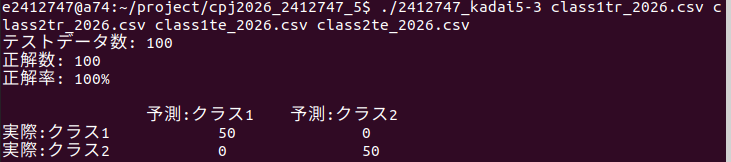 e2412747@a74:~/project/cpj2026_2412747_5$ ./2412747_kadai5-3 class1tr_2026.csv c
lass2tr_2026.csv class1te_2026.csv class2te_2026.csv
テストデータ数: 100
正解数: 100
正解率: 100%
予測:クラス1 予測:クラス2
実際:クラス1 50 0
実際:クラス2 0 50